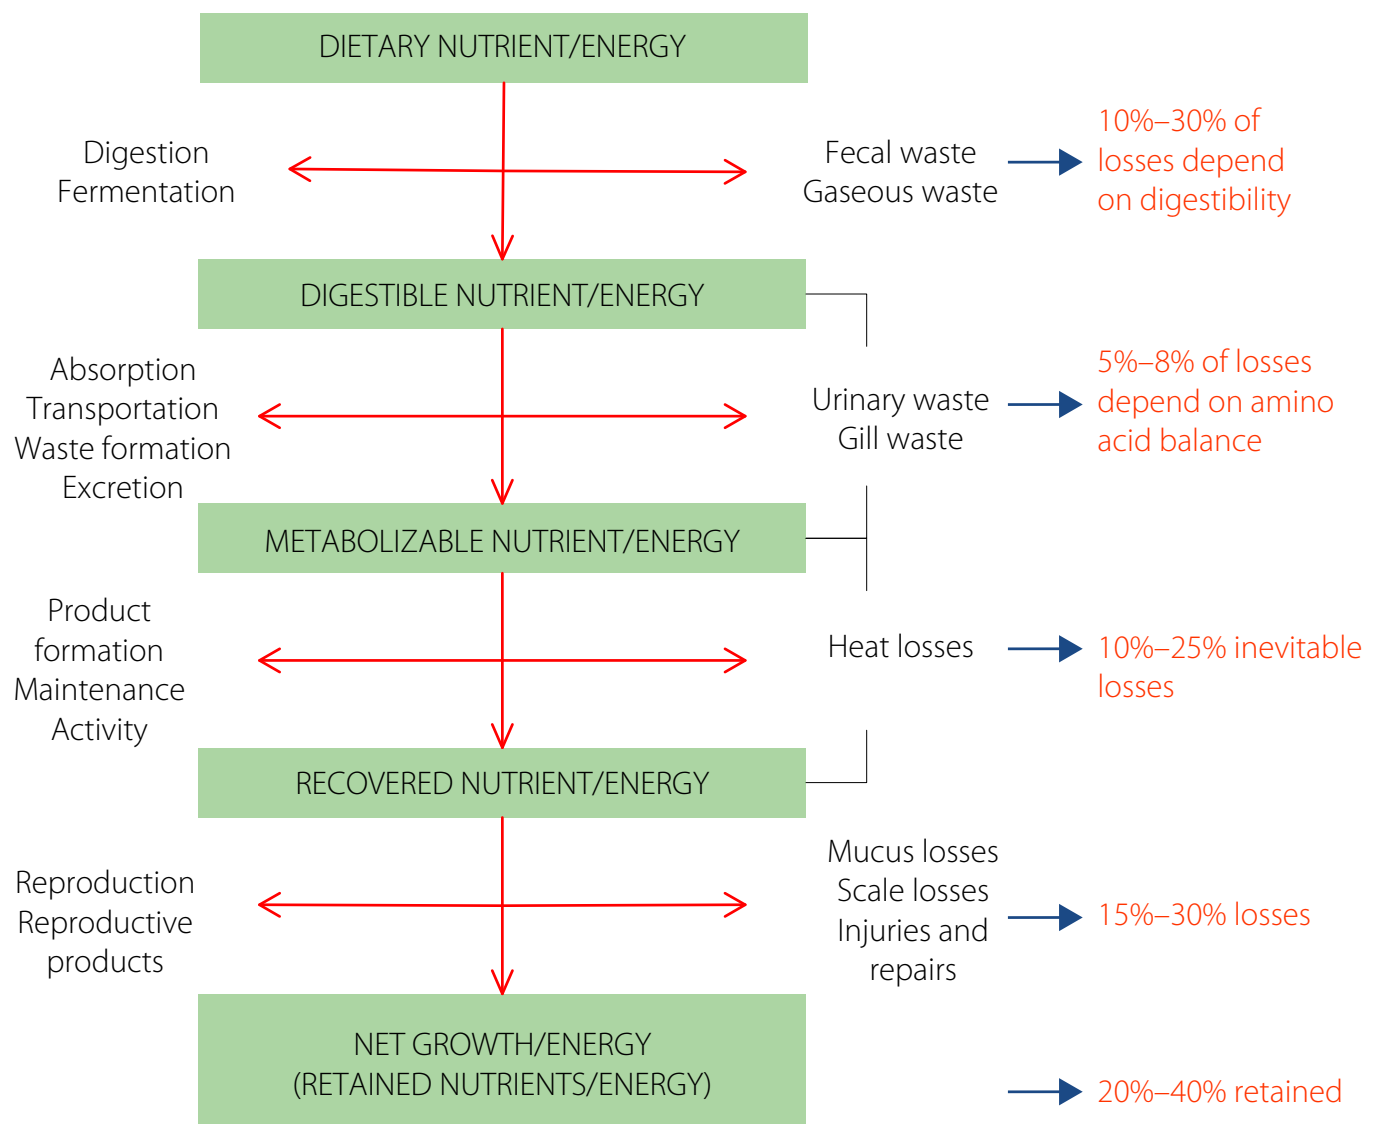 DIETARY NUTRIENT/ENERGY
Digestion
Fermentation
Fecal waste
Gaseous waste
10%–30% of
losses depend
on digestibility
DIGESTIBLE NUTRIENT/ENERGY
Absorption
Transportation
Waste formation
Excretion
Urinary waste
Gill waste
5%–8% of losses
depend on amino
acid balance
METABOLIZABLE NUTRIENT/ENERGY
Product
formation
Maintenance
Activity
Heat losses
10%–25% inevitable
losses
RECOVERED NUTRIENT/ENERGY
Reproduction
Reproductive
products
Mucus losses
Scale losses
Injuries and
repairs
15%–30% losses
NET GROWTH/ENERGY
(RETAINED NUTRIENTS/ENERGY)
20%–40% retained